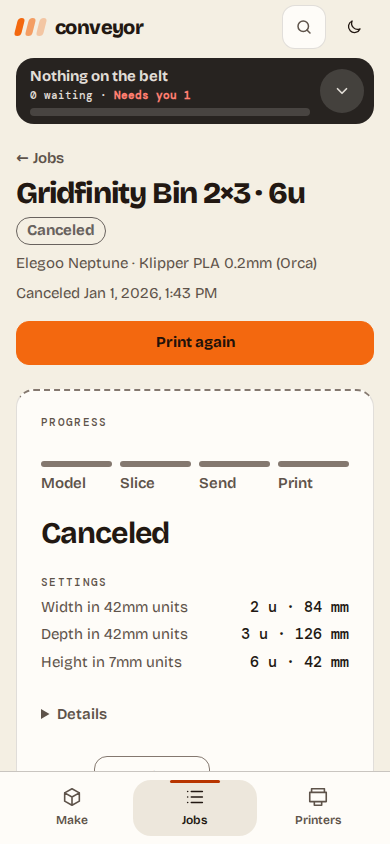 conveyor
Nothing on the belt
0 waiting · Needs you 1
← Jobs
Gridfinity Bin 2×3 · 6u
Canceled
Elegoo Neptune · Klipper PLA 0.2mm (Orca)
Canceled Jan 1, 2026, 1:43 PM
Print again
PROGRESS
Model Slice Send Print
Canceled
SETTINGS
Width in 42mm units 2 u · 84 mm
Depth in 42mm units 3 u · 126 mm
Height in 7mm units 6 u · 42 mm
Details
Make Jobs Printers